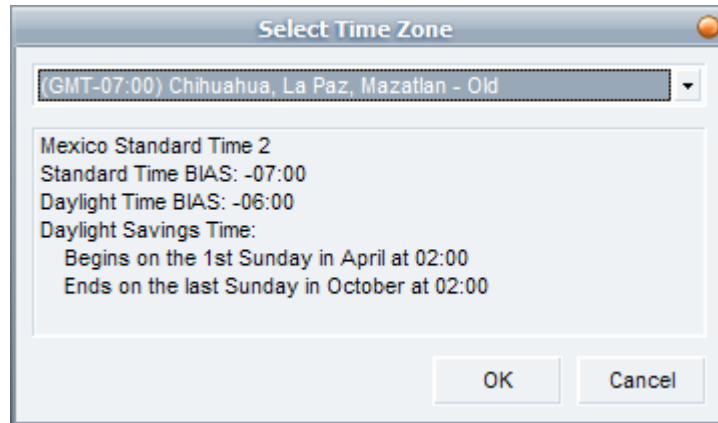 Select Time Zone
(GMT-07:00) Chihuahua, La Paz, Mazatlan - Old
Mexico Standard Time 2
Standard Time BIAS: -07:00
Daylight Time BIAS: -06:00
Daylight Savings Time:
Begins on the 1st Sunday in April at 02:00
Ends on the last Sunday in October at 02:00
OK Cancel